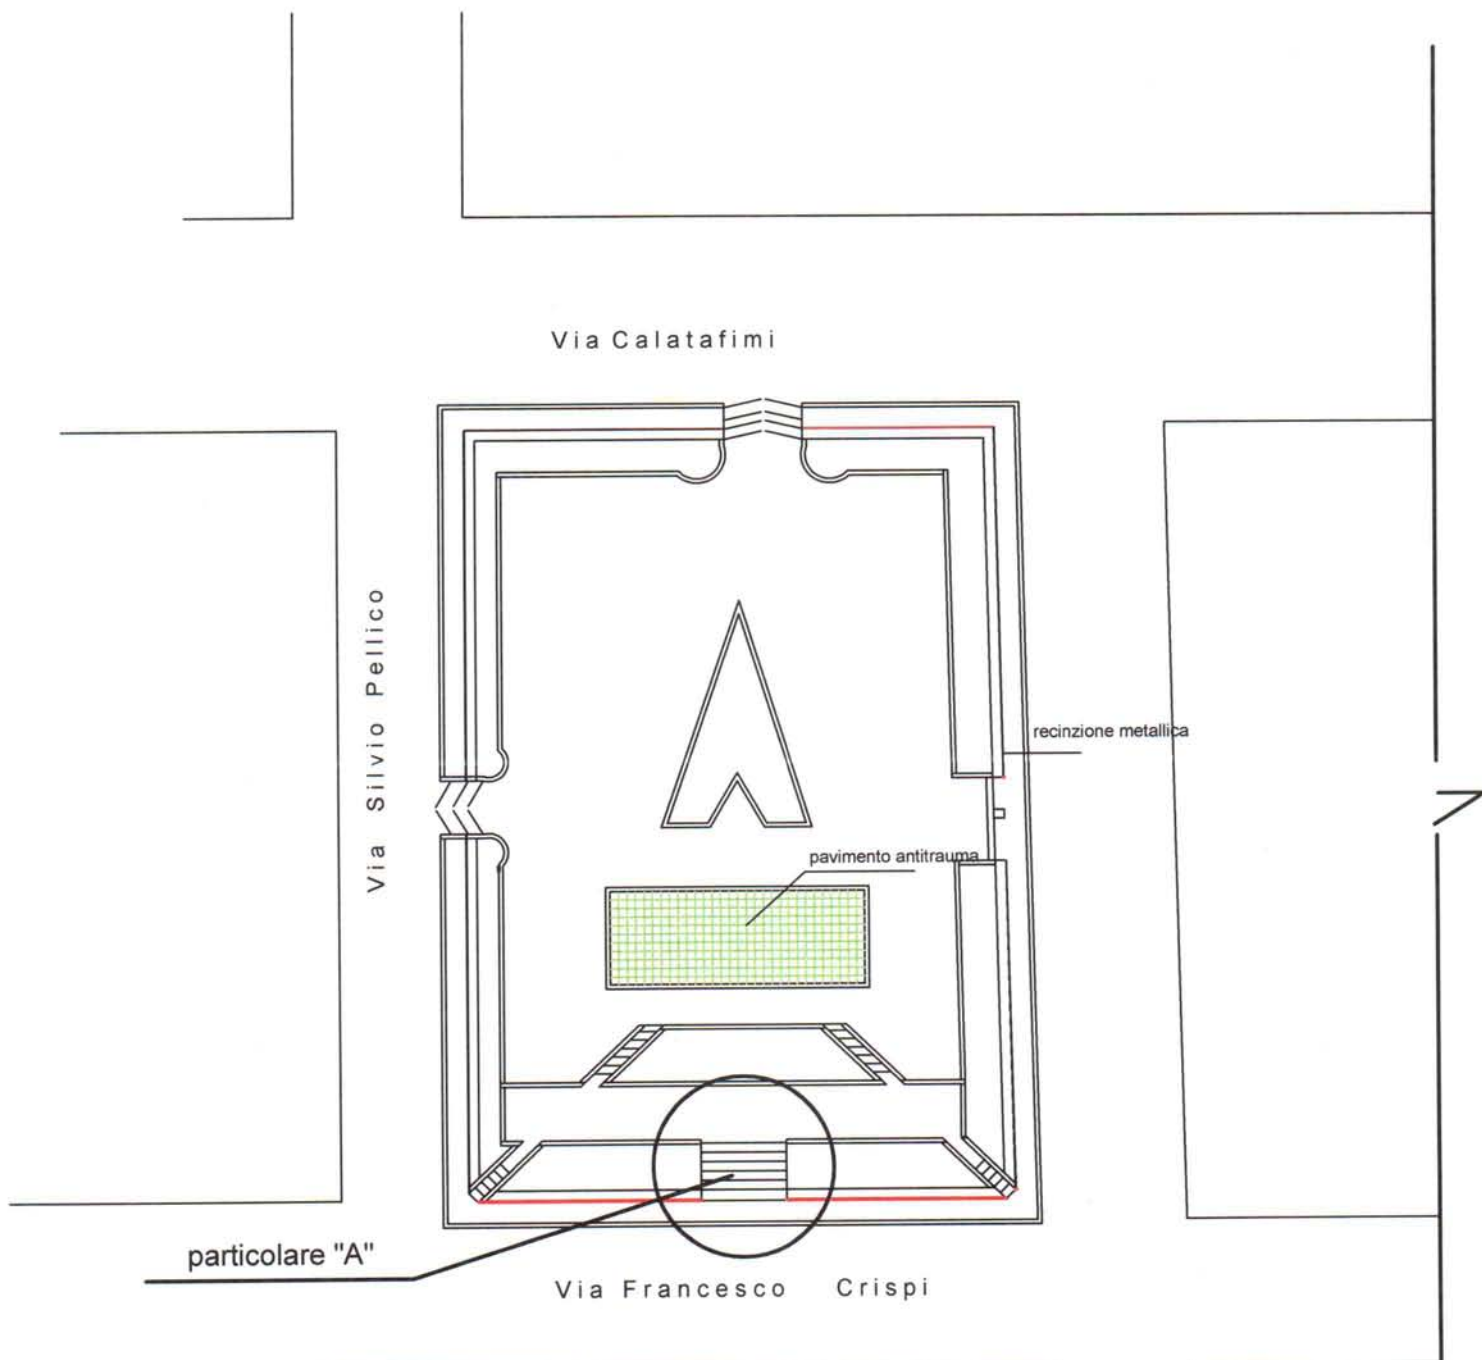 Via Calatafimi
Via Silvio Pellico
recinzione metallica
pavimento antitrauma
particolare "A"
Via Francesco Crispi